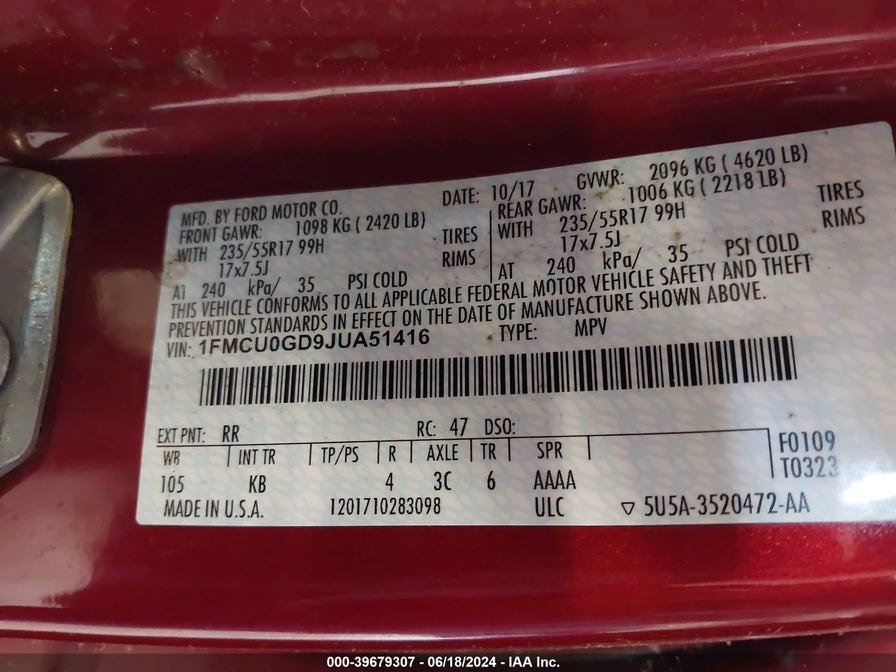 MFD. BY FORD MOTOR CO. DATE: 10/17 GVWR: 2096 KG ( 4620 LB)
FRONT GAWR: 1098 KG ( 2420 LB) REAR GAWR: 1006 KG ( 2218 LB)
WITH 235/55R17 99H TIRES WITH 235/55R17 99H TIRES
17x7.5J RIMS 17x7.5J RIMS
AT 240 kPa/ 35 PSI COLD AT 240 kPa/ 35 PSI COLD
THIS VEHICLE CONFORMS TO ALL APPLICABLE FEDERAL MOTOR VEHICLE SAFETY AND THEFT
PREVENTION STANDARDS IN EFFECT ON THE DATE OF MANUFACTURE SHOWN ABOVE.
VIN: 1FMCU0GD9JUA51416 TYPE: MPV
EXT PNT: RR RC: 47 DSO:
WB INT TR TP/PS R AXLE TR SPR F0109
105 KB 4 3C 6 AAAA T0323
MADE IN U.S.A. 1201710283098 ULC ▽ 5U5A-3520472-AA
000-39679307 - 06/18/2024 - IAA Inc.